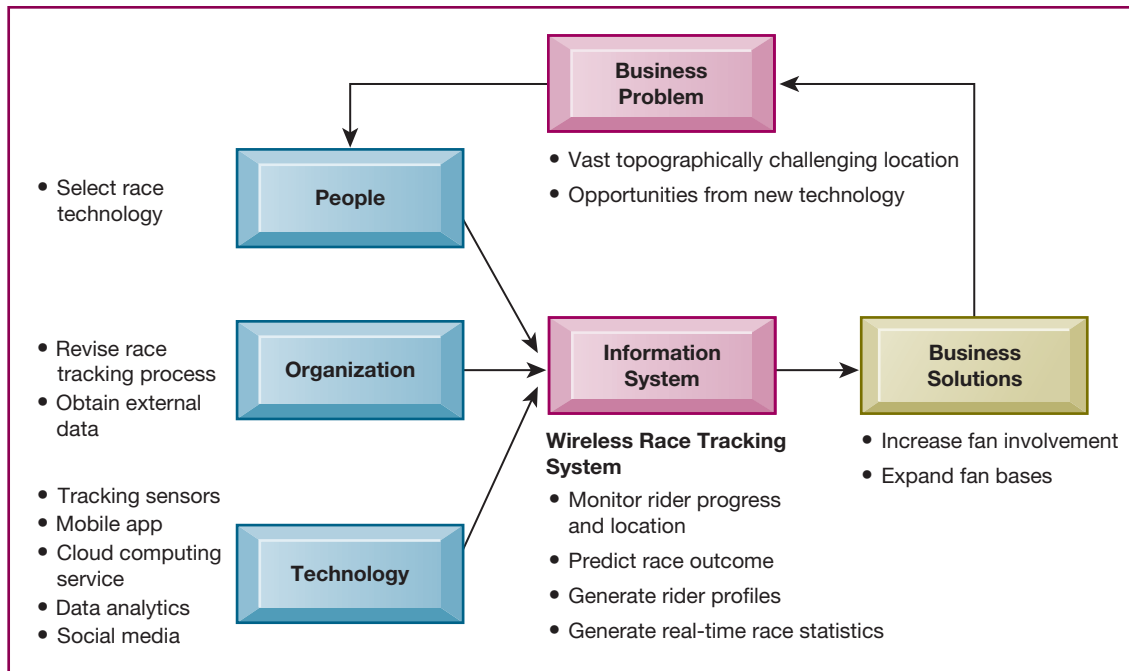 Business
Problem
• Vast topographically challenging location
• Opportunities from new technology
• Select race
technology
People
• Revise race
tracking process
• Obtain external
data
Organization
Information
System
Business
Solutions
Wireless Race Tracking
System
• Monitor rider progress
and location
• Predict race outcome
• Generate rider profiles
• Generate real-time race statistics
• Increase fan involvement
• Expand fan bases
• Tracking sensors
• Mobile app
• Cloud computing
service
• Data analytics
• Social media
Technology